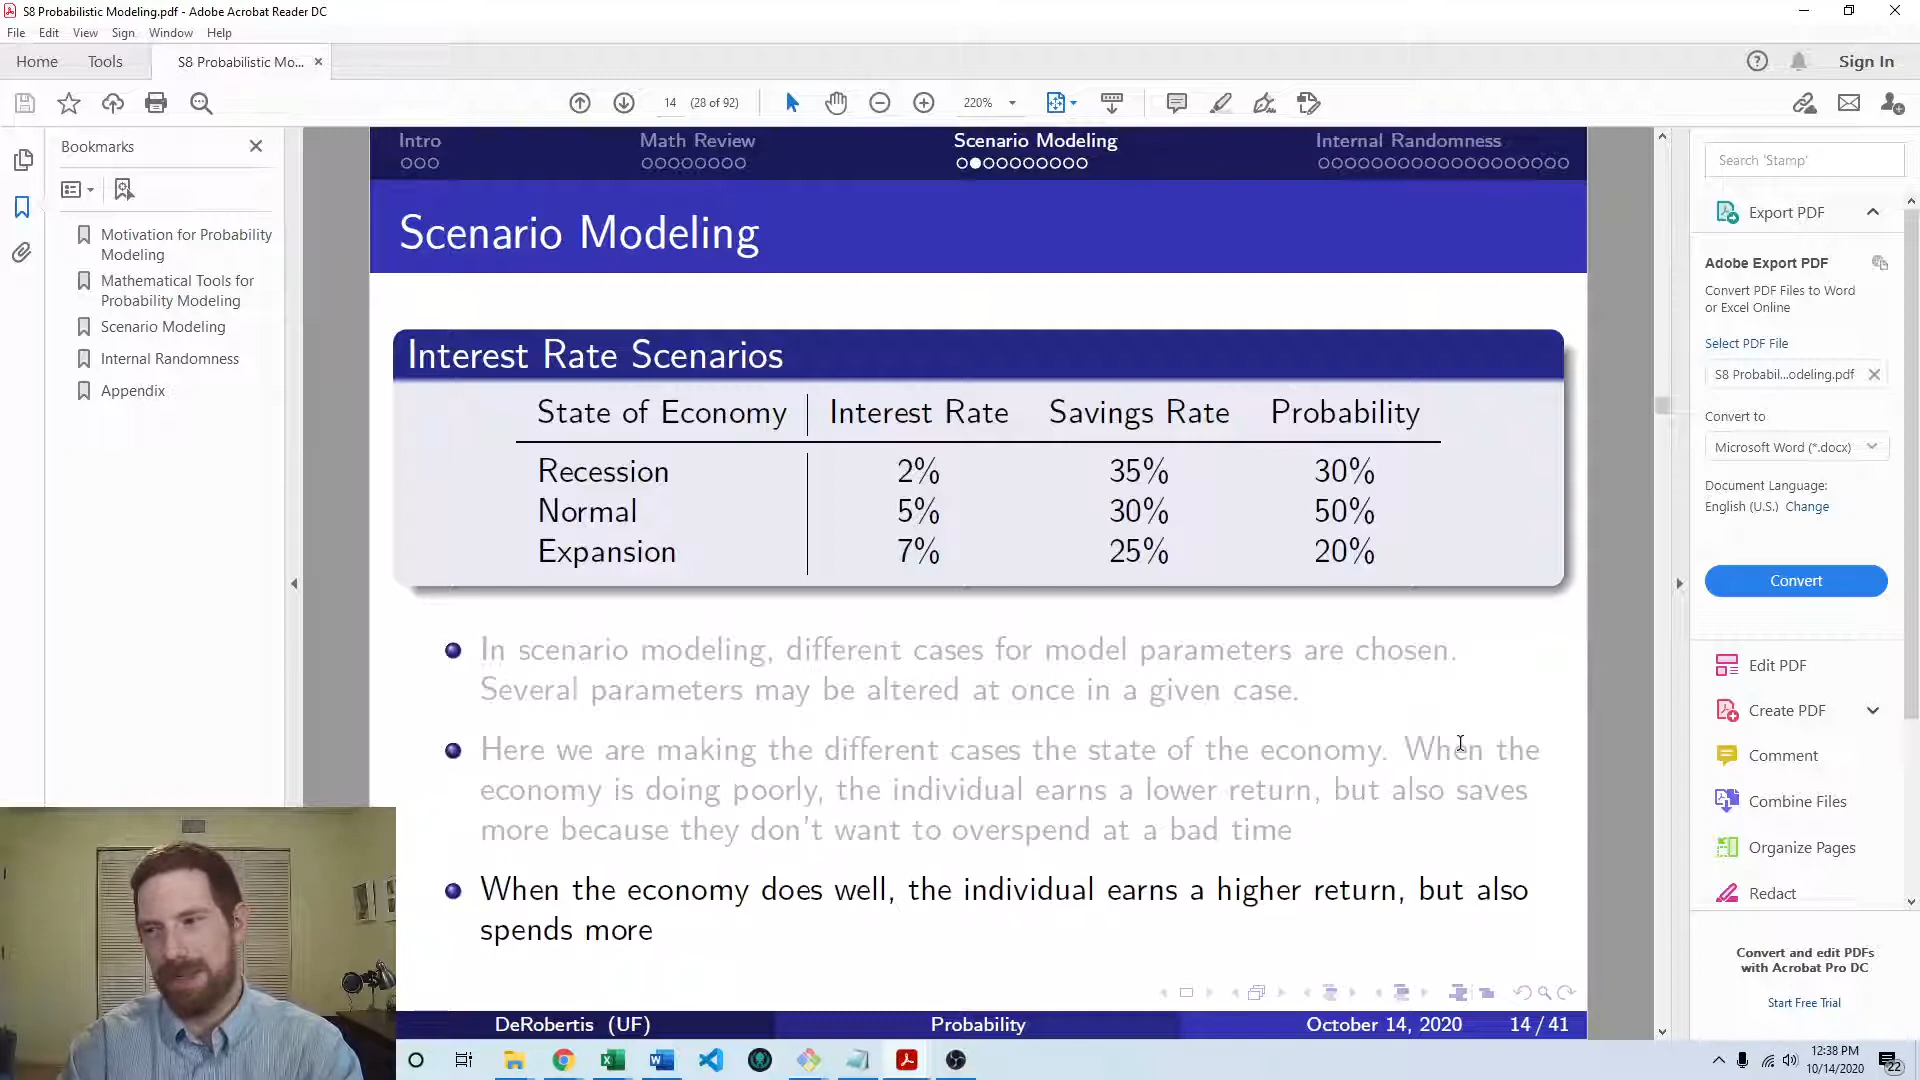 S8 Probabilistic Modeling.pdf - Adobe Acrobat Reader DC
File Edit View Sign Window Help
Home Tools S8 Probabilistic Mo... Sign In
14 (28 of 92) 220%
Bookmarks
Motivation for Probability
Modeling
Mathematical Tools for
Probability Modeling
Scenario Modeling
Internal Randomness
Appendix
Intro Math Review Scenario Modeling Internal Randomness
Scenario Modeling
Interest Rate Scenarios
State of Economy Interest Rate Savings Rate Probability
Recession 2% 35% 30%
Normal 5% 30% 50%
Expansion 7% 25% 20%
In scenario modeling, different cases for model parameters are chosen.
Several parameters may be altered at once in a given case.
Here we are making the different cases the state of the economy. When the
economy is doing poorly, the individual earns a lower return, but also saves
more because they don't want to overspend at a bad time
When the economy does well, the individual earns a higher return, but also
spends more
DeRobertis (UF) Probability October 14, 2020 14 / 41
Search 'Stamp'
Export PDF
Adobe Export PDF
Convert PDF Files to Word
or Excel Online
Select PDF File
S8 Probabil...odeling.pdf
Convert to
Microsoft Word (*.docx)
Document Language:
English (U.S.) Change
Convert
Edit PDF
Create PDF
Comment
Combine Files
Organize Pages
Redact
Convert and edit PDFs
with Acrobat Pro DC
Start Free Trial
12:38 PM
10/14/2020
22